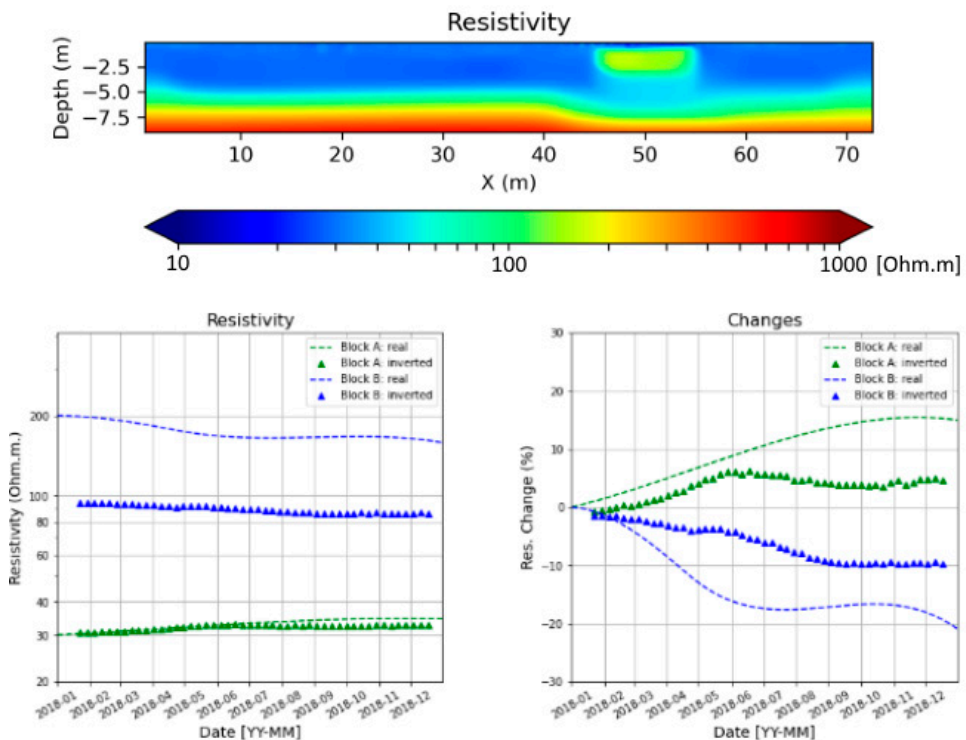 Resistivity
Depth (m)
−2.5
−5.0
−7.5
10 20 30 40 50 60 70
X (m)
10 100 1000 [Ohm.m]
Resistivity
Block A: real
Block A: inverted
Block B: real
Block B: inverted
Resistivity (Ohm.m.)
200
100
80
60
40
30
20
2018-01 2018-02 2018-03 2018-04 2018-05 2018-06 2018-07 2018-08 2018-09 2018-10 2018-11 2018-12
Date [YY-MM]
Changes
Block A: real
Block A: inverted
Block B: real
Block B: inverted
Res. Change (%)
30
20
10
0
−10
−20
−30
2018-01 2018-02 2018-03 2018-04 2018-05 2018-06 2018-07 2018-08 2018-09 2018-10 2018-11 2018-12
Date [YY-MM]